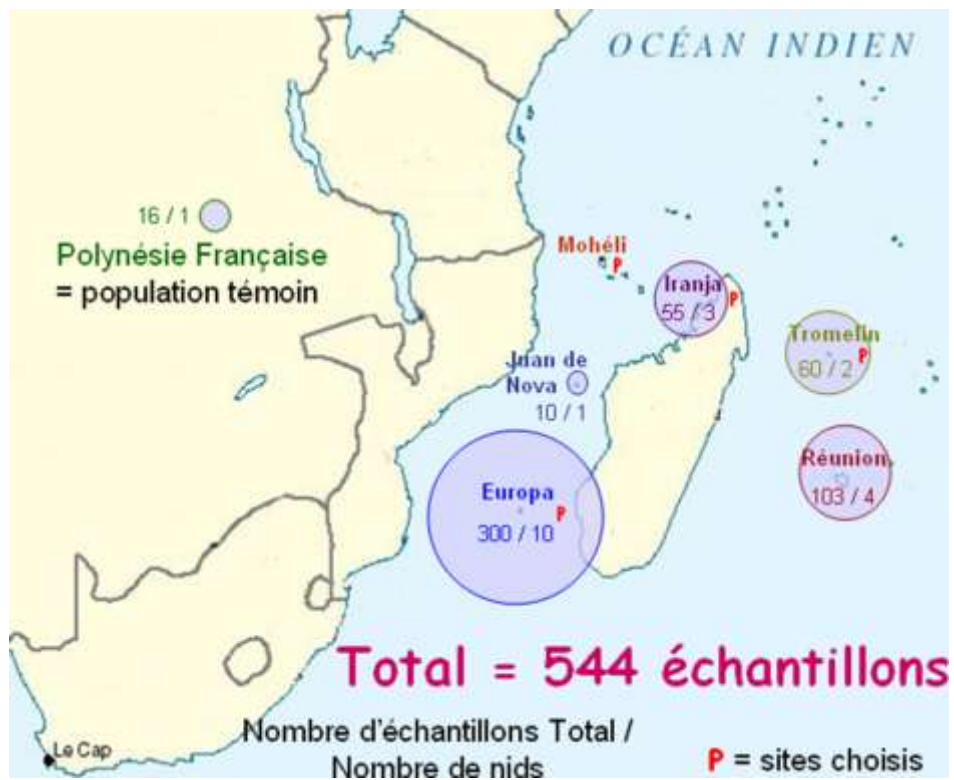 OCÉAN INDIEN
16 / 1
Polynésie Française
= population témoin
Mohéli
P
Iranja
55 / 3
P
Tromelin
60 / 2
P
Juan de
Nova
10 / 1
Réunion
103 / 4
Europa
300 / 10
P
Total = 544 échantillons
Nombre d'échantillons Total /
Nombre de nids
Le Cap
P = sites choisis